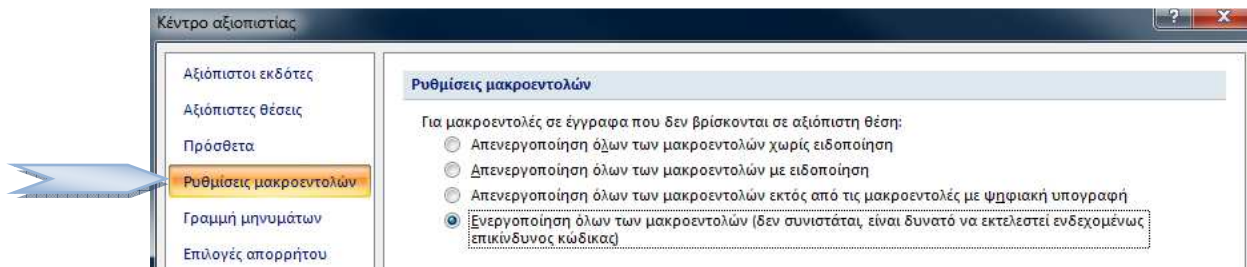 Κέντρο αξιοπιστίας
? X
Αξιόπιστοι εκδότες
Αξιόπιστες θέσεις
Πρόσθετα
Ρυθμίσεις μακροεντολών
Γραμμή μηνυμάτων
Επιλογές απορρήτου
Ρυθμίσεις μακροεντολών
Για μακροεντολές σε έγγραφα που δεν βρίσκονται σε αξιόπιστη θέση:
Απενεργοποίηση όλων των μακροεντολών χωρίς ειδοποίηση
Απενεργοποίηση όλων των μακροεντολών με ειδοποίηση
Απενεργοποίηση όλων των μακροεντολών εκτός από τις μακροεντολές με ψηφιακή υπογραφή
Ενεργοποίηση όλων των μακροεντολών (δεν συνιστάται, είναι δυνατό να εκτελεστεί ενδεχομένως
επικίνδυνος κώδικας)